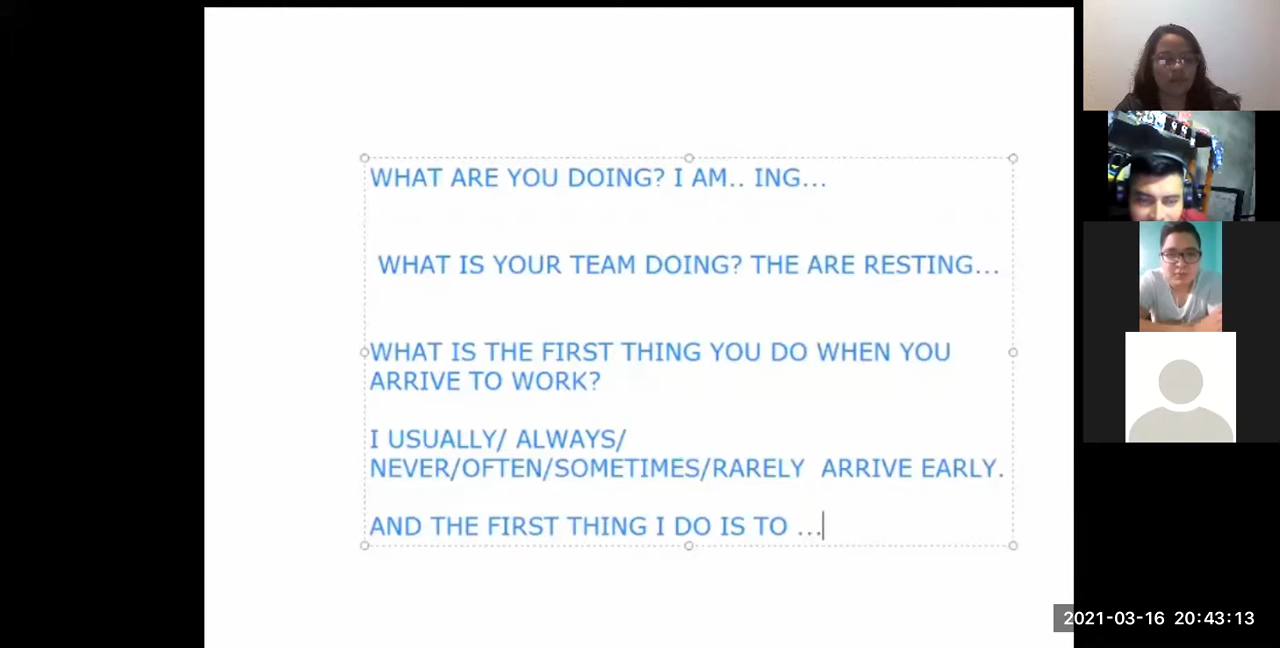 WHAT ARE YOU DOING? I AM.. ING...
WHAT IS YOUR TEAM DOING? THE ARE RESTING...
WHAT IS THE FIRST THING YOU DO WHEN YOU
ARRIVE TO WORK?
I USUALLY/ ALWAYS/
NEVER/OFTEN/SOMETIMES/RARELY  ARRIVE EARLY.
AND THE FIRST THING I DO IS TO ...
2021-03-16 20:43:13